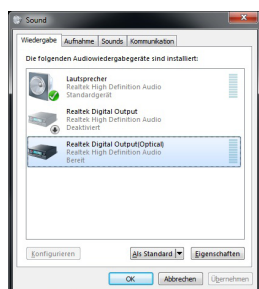 Sound
Wiedergabe Aufnahme Sounds Kommunikation
Die folgenden Audiowiedergabegeräte sind installiert:
Lautsprecher
Realtek High Definition Audio
Standardgerät
Realtek Digital Output
Realtek High Definition Audio
Deaktiviert
Realtek Digital Output(Optical)
Realtek High Definition Audio
Bereit
Konfigurieren Als Standard Eigenschaften
OK Abbrechen Übernehmen